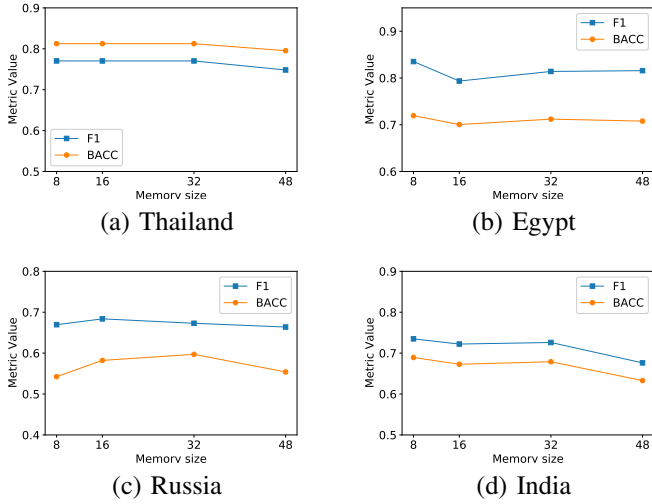 0.9
0.8
0.7
0.6
0.5
Metric Value
F1
BACC
8 16 32 48
Memory size
(a) Thailand
0.9
0.8
0.7
0.6
Metric Value
F1
BACC
8 16 32 48
Memory size
(b) Egypt
0.8
0.7
0.6
0.5
0.4
Metric Value
F1
BACC
8 16 32 48
Memory size
(c) Russia
0.9
0.8
0.7
0.6
0.5
Metric Value
F1
BACC
8 16 32 48
Memory size
(d) India